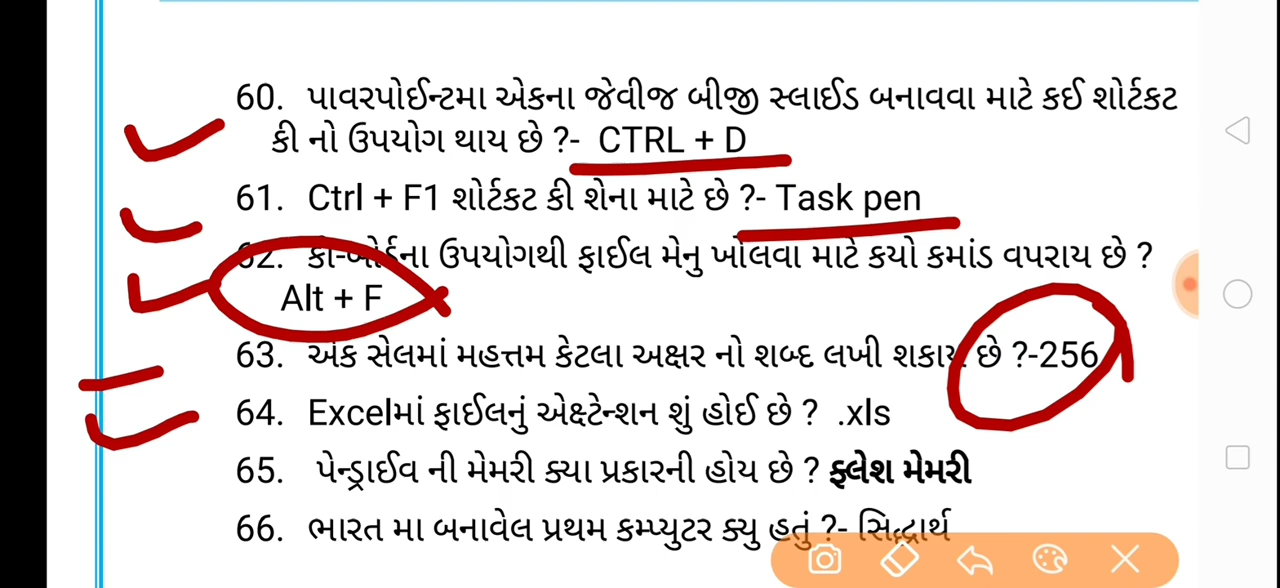 60. પાવરપોઈન્ટમા એકના જેવીજ બીજી સ્લાઈડ બનાવવા માટે કઈ શોર્ટકટ
કી નો ઉપયોગ થાય છે ?- CTRL + D
61. Ctrl + F1 શોર્ટકટ કી શેના માટે છે ?- Task pen
62. કી-બોર્ડના ઉપયોગથી ફાઈલ મેનુ ખોલવા માટે કયો કમાંડ વપરાય છે ?
Alt + F
63. એક સેલમાં મહત્તમ કેટલા અક્ષર નો શબ્દ લખી શકાય છે ?-256
64. Excelમાં ફાઈલનું એક્ષ્ટેન્શન શું હોઈ છે ? .xls
65. પેન્ડ્રાઈવ ની મેમરી ક્યા પ્રકારની હોય છે ? ફ્લેશ મેમરી
66. ભારત મા બનાવેલ પ્રથમ કમ્પ્યુટર ક્યુ હતું ?- સિદ્ધાર્થ